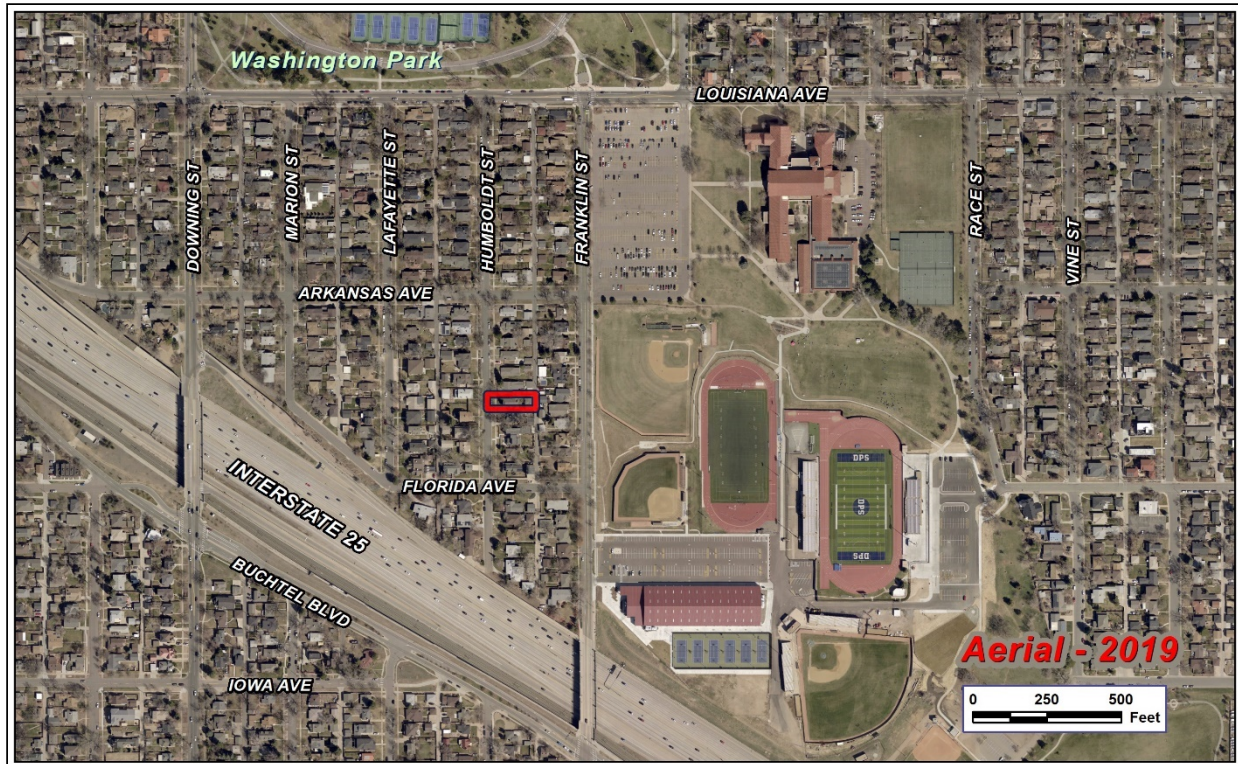 Washington Park
LOUISIANA AVE
DOWNING ST
MARION ST
LAFAYETTE ST
HUMBOLDT ST
FRANKLIN ST
RACE ST
VINE ST
ARKANSAS AVE
FLORIDA AVE
INTERSTATE 25
BUCHTEL BLVD
IOWA AVE
DPS
DPS
DPS
Aerial - 2019
0 250 500
Feet